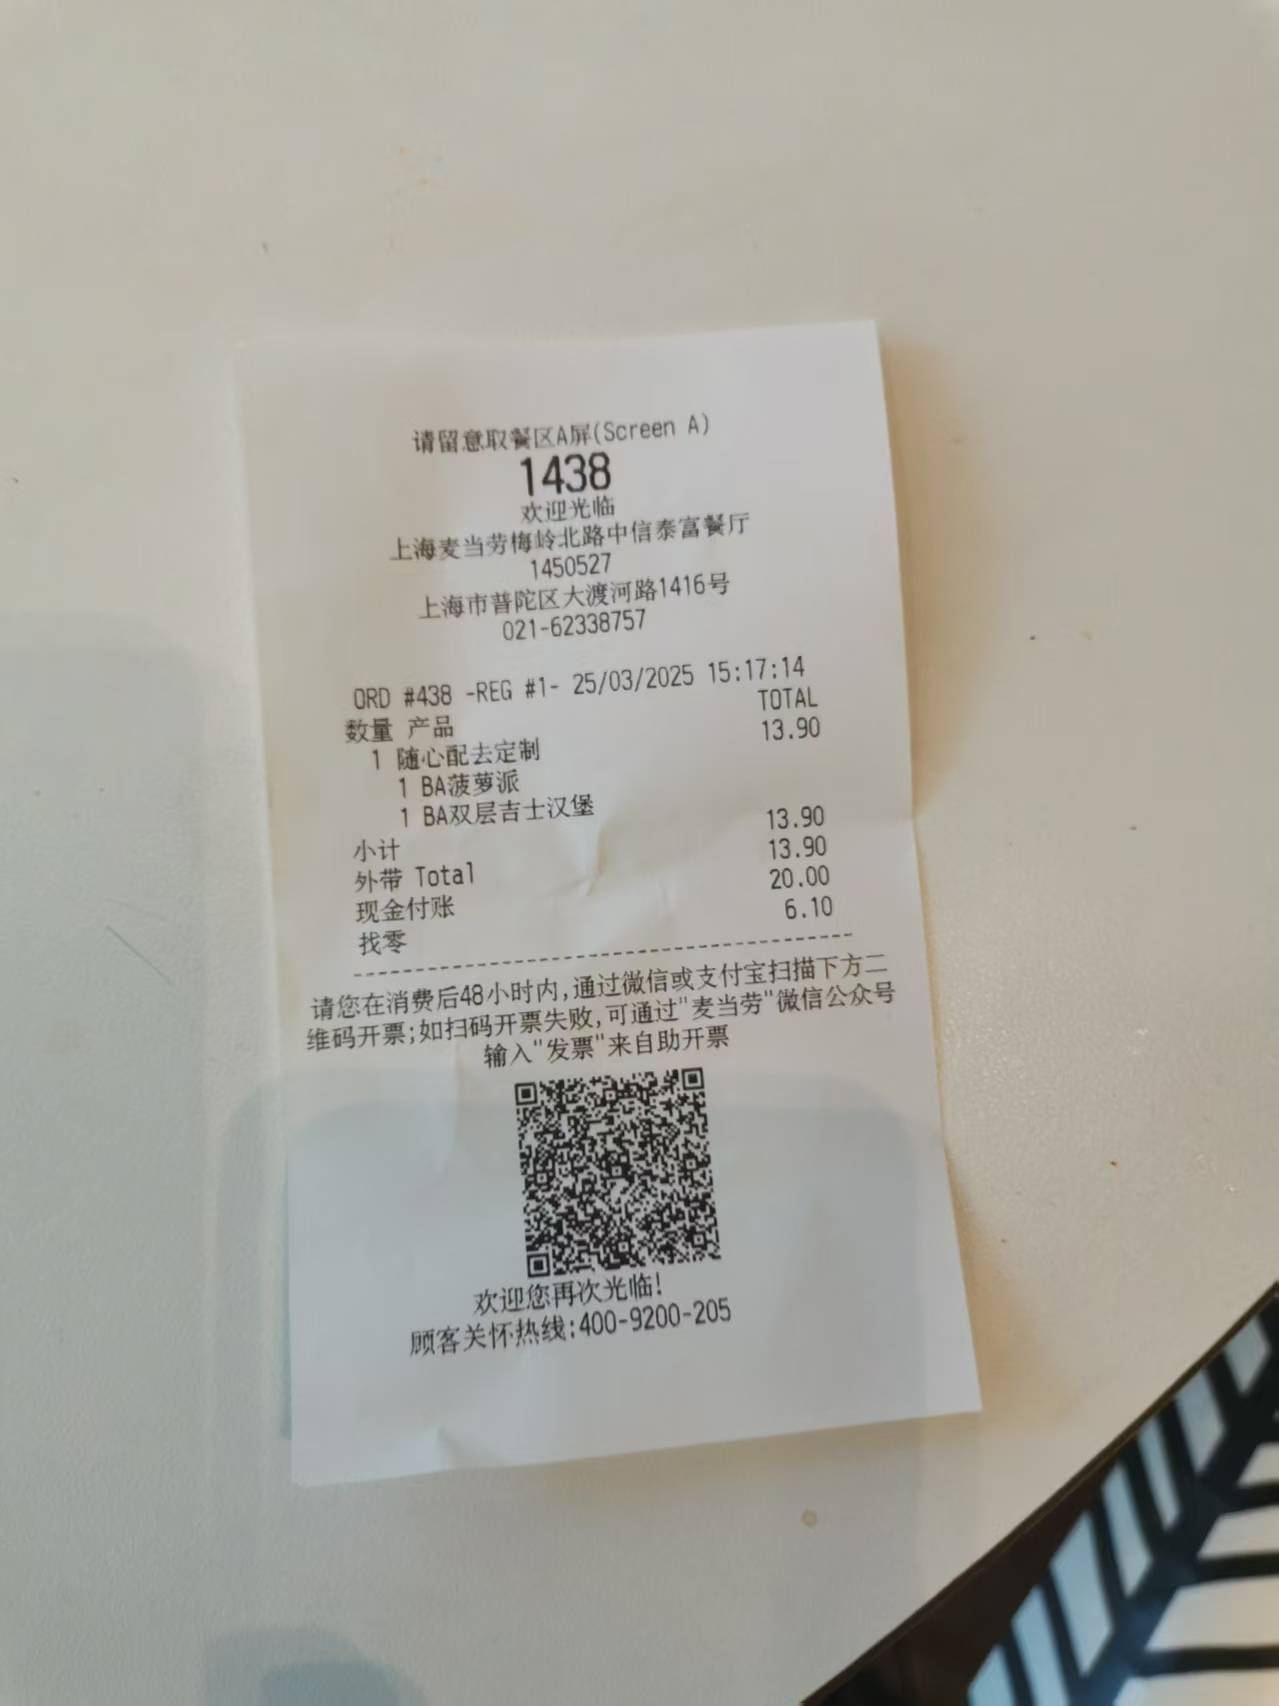 请留意取餐区A屏(Screen A)
1438
欢迎光临
上海麦当劳梅岭北路中信泰富餐厅
1450527
上海市普陀区大渡河路1416号
021-62338757
ORD #438 -REG #1- 25/03/2025 15:17:14
数量 产品 TOTAL
1 随心配去定制 13.90
1 BA菠萝派
1 BA双层吉士汉堡
小计 13.90
外带 Total 13.90
现金付账 20.00
找零 6.10
请您在消费后48小时内,通过微信或支付宝扫描下方二
维码开票;如扫码开票失败,可通过"麦当劳"微信公众号
输入"发票"来自助开票
欢迎您再次光临!
顾客关怀热线:400-9200-205